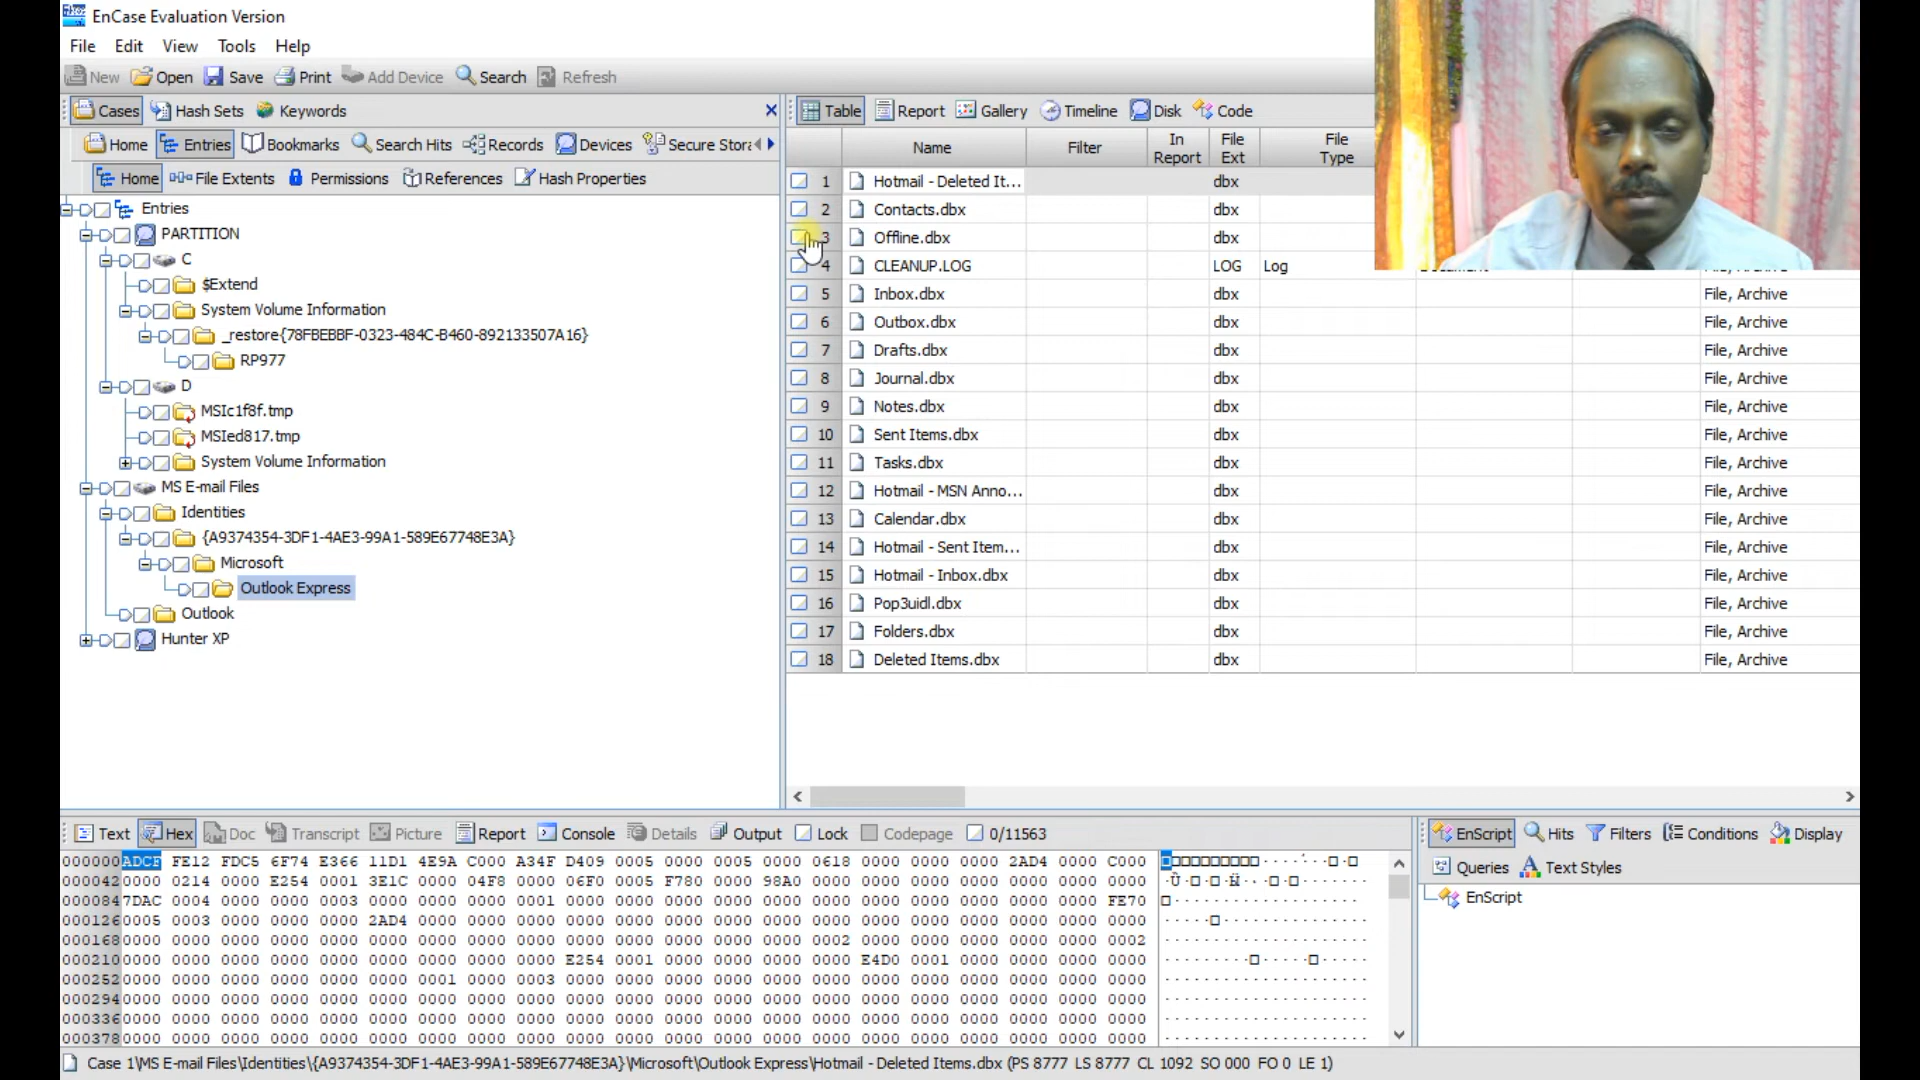 EnCase Evaluation Version
File Edit View Tools Help
New Open Save Print Add Device Search Refresh
Cases Hash Sets Keywords
Home Entries Bookmarks Search Hits Records Devices Secure Stor
Home File Extents Permissions References Hash Properties
Entries
PARTITION
C
$Extend
System Volume Information
_restore{78FBEBBF-0323-484C-B460-892133507A16}
RP977
D
MSIc1f8f.tmp
MSIed817.tmp
System Volume Information
MS E-mail Files
Identities
{A9374354-3DF1-4AE3-99A1-589E67748E3A}
Microsoft
Outlook Express
Outlook
Hunter XP
Table Report Gallery Timeline Disk Code
Name Filter In Report File Ext File Type
1 Hotmail - Deleted It... dbx
2 Contacts.dbx dbx
3 Offline.dbx dbx
4 CLEANUP.LOG LOG Log
5 Inbox.dbx dbx File, Archive
6 Outbox.dbx dbx File, Archive
7 Drafts.dbx dbx File, Archive
8 Journal.dbx dbx File, Archive
9 Notes.dbx dbx File, Archive
10 Sent Items.dbx dbx File, Archive
11 Tasks.dbx dbx File, Archive
12 Hotmail - MSN Anno... dbx File, Archive
13 Calendar.dbx dbx File, Archive
14 Hotmail - Sent Item... dbx File, Archive
15 Hotmail - Inbox.dbx dbx File, Archive
16 Pop3uidl.dbx dbx File, Archive
17 Folders.dbx dbx File, Archive
18 Deleted Items.dbx dbx File, Archive
Text Hex Doc Transcript Picture Report Console Details Output Lock Codepage 0/11563
000000 ADCF FE12 FDC5 6F74 E366 11D1 4E9A C000 A34F D409 0005 0000 0005 0000 0618 0000 0000 0000 2AD4 0000 C000
000042 0000 0214 0000 E254 0001 3E1C 0000 04F8 0000 06F0 0005 F780 0000 98A0 0000 0000 0000 0000 0000 0000 0000
000084 7DAC 0004 0000 0000 0003 0000 0000 0000 0001 0000 0000 0000 0000 0000 0000 0000 0000 0000 0000 0000 FE70
000126 0005 0003 0000 0000 0000 2AD4 0000 0000 0000 0000 0000 0000 0000 0000 0000 0000 0000 0000 0000 0000 0000
000168 0000 0000 0000 0000 0000 0000 0000 0000 0000 0000 0000 0000 0000 0000 0002 0000 0000 0000 0000 0000 0002
000210 0000 0000 0000 0000 0000 0000 0000 0000 0000 E254 0001 0000 0000 0000 0000 E4D0 0001 0000 0000 0000 0000
000252 0000 0000 0000 0000 0000 0000 0001 0000 0003 0000 0000 0000 0000 0000 0000 0000 0000 0000 0000 0000 0000
000294 0000 0000 0000 0000 0000 0000 0000 0000 0000 0000 0000 0000 0000 0000 0000 0000 0000 0000 0000 0000 0000
000336 0000 0000 0000 0000 0000 0000 0000 0000 0000 0000 0000 0000 0000 0000 0000 0000 0000 0000 0000 0000 0000
000378 0000 0000 0000 0000 0000 0000 0000 0000 0000 0000 0000 0000 0000 0000 0000 0000 0000 0000 0000 0000 0000
EnScript Hits Filters Conditions Display
Queries Text Styles
EnScript
Case 1\MS E-mail Files\Identities\{A9374354-3DF1-4AE3-99A1-589E67748E3A}\Microsoft\Outlook Express\Hotmail - Deleted Items.dbx (PS 8777 LS 8777 CL 1092 SO 000 FO 0 LE 1)